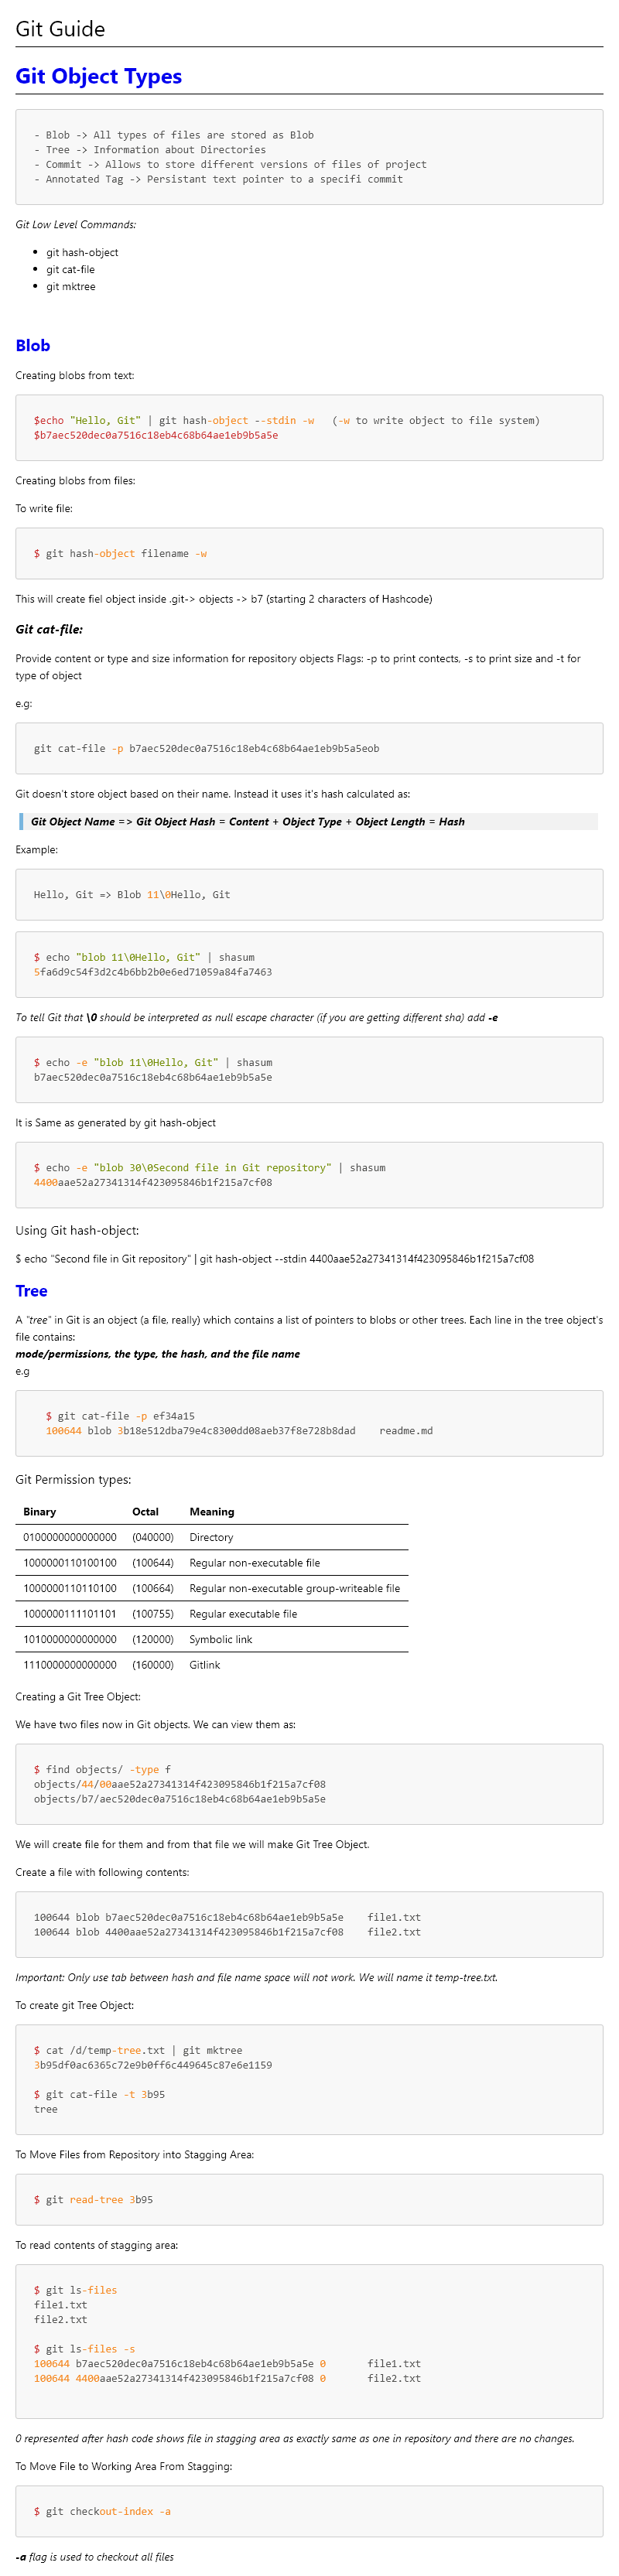 Git Guide
Git Object Types
- Blob -> All types of files are stored as Blob
- Tree -> Information about Directories
- Commit -> Allows to store different versions of files of project
- Annotated Tag -> Persistant text pointer to a specifi commit
Git Low Level Commands:
• git hash-object
• git cat-file
• git mktree
Blob
Creating blobs from text:
$echo "Hello, Git" | git hash-object --stdin -w   (-w to write object to file system)
$b7aec520dec0a7516c18eb4c68b64ae1eb9b5a5e
Creating blobs from files:
To write file:
$ git hash-object filename -w
This will create fiel object inside .git-> objects -> b7 (starting 2 characters of Hashcode)
Git cat-file:
Provide content or type and size information for repository objects Flags: -p to print contects, -s to print size and -t for
type of object
e.g:
git cat-file -p b7aec520dec0a7516c18eb4c68b64ae1eb9b5a5eob
Git doesn't store object based on their name. Instead it uses it's hash calculated as:
Git Object Name => Git Object Hash = Content + Object Type + Object Length = Hash
Example:
Hello, Git => Blob 11\0Hello, Git
$ echo "blob 11\0Hello, Git" | shasum
5fa6d9c54f3d2c4b6bb2b0e6ed71059a84fa7463
To tell Git that \0 should be interpreted as null escape character (if you are getting different sha) add -e
$ echo -e "blob 11\0Hello, Git" | shasum
b7aec520dec0a7516c18eb4c68b64ae1eb9b5a5e
It is Same as generated by git hash-object
$ echo -e "blob 30\0Second file in Git repository" | shasum
4400aae52a27341314f423095846b1f215a7cf08
Using Git hash-object:
$ echo "Second file in Git repository" | git hash-object --stdin 4400aae52a27341314f423095846b1f215a7cf08
Tree
A "tree" in Git is an object (a file, really) which contains a list of pointers to blobs or other trees. Each line in the tree object's
file contains:
mode/permissions, the type, the hash, and the file name
e.g
$ git cat-file -p ef34a15
100644 blob 3b18e512dba79e4c8300dd08aeb37f8e728b8dad    readme.md
Git Permission types:
Binary Octal Meaning
0100000000000000 (040000) Directory
1000000110100100 (100644) Regular non-executable file
1000000110110100 (100664) Regular non-executable group-writeable file
1000000111101101 (100755) Regular executable file
1010000000000000 (120000) Symbolic link
1110000000000000 (160000) Gitlink
Creating a Git Tree Object:
We have two files now in Git objects. We can view them as:
$ find objects/ -type f
objects/44/00aae52a27341314f423095846b1f215a7cf08
objects/b7/aec520dec0a7516c18eb4c68b64ae1eb9b5a5e
We will create file for them and from that file we will make Git Tree Object.
Create a file with following contents:
100644 blob b7aec520dec0a7516c18eb4c68b64ae1eb9b5a5e    file1.txt
100644 blob 4400aae52a27341314f423095846b1f215a7cf08    file2.txt
Important: Only use tab between hash and file name space will not work. We will name it temp-tree.txt.
To create git Tree Object:
$ cat /d/temp-tree.txt | git mktree
3b95df0ac6365c72e9b0ff6c449645c87e6e1159
$ git cat-file -t 3b95
tree
To Move Files from Repository into Stagging Area:
$ git read-tree 3b95
To read contents of stagging area:
$ git ls-files
file1.txt
file2.txt
$ git ls-files -s
100644 b7aec520dec0a7516c18eb4c68b64ae1eb9b5a5e 0       file1.txt
100644 4400aae52a27341314f423095846b1f215a7cf08 0       file2.txt
0 represented after hash code shows file in stagging area as exactly same as one in repository and there are no changes.
To Move File to Working Area From Stagging:
$ git checkout-index -a
-a flag is used to checkout all files